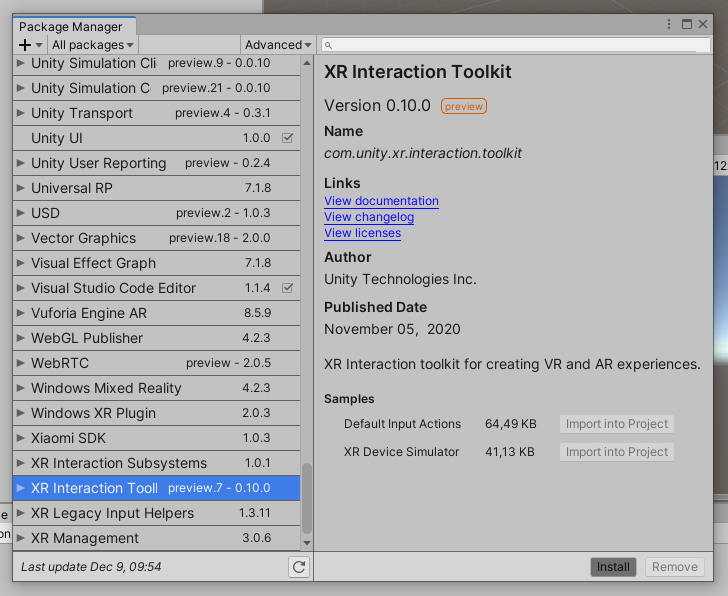 Package Manager
+ All packages Advanced
Unity Simulation Cli preview.9 - 0.0.10
Unity Simulation C preview.21 - 0.0.10
Unity Transport preview.4 - 0.3.1
Unity UI 1.0.0
Unity User Reporting preview - 0.2.4
Universal RP 7.1.8
USD preview.2 - 1.0.3
Vector Graphics preview.18 - 2.0.0
Visual Effect Graph 7.1.8
Visual Studio Code Editor 1.1.4
Vuforia Engine AR 8.5.9
WebGL Publisher 4.2.3
WebRTC preview - 2.0.5
Windows Mixed Reality 4.2.3
Windows XR Plugin 2.0.3
Xiaomi SDK 1.0.3
XR Interaction Subsystems 1.0.1
XR Interaction Tooll preview.7 - 0.10.0
XR Legacy Input Helpers 1.3.11
XR Management 3.0.6
Last update Dec 9, 09:54
XR Interaction Toolkit
Version 0.10.0 preview
Name
com.unity.xr.interaction.toolkit
Links
View documentation
View changelog
View licenses
Author
Unity Technologies Inc.
Published Date
November 05, 2020
XR Interaction toolkit for creating VR and AR experiences.
Samples
Default Input Actions 64,49 KB Import into Project
XR Device Simulator 41,13 KB Import into Project
Install Remove
12
e
on